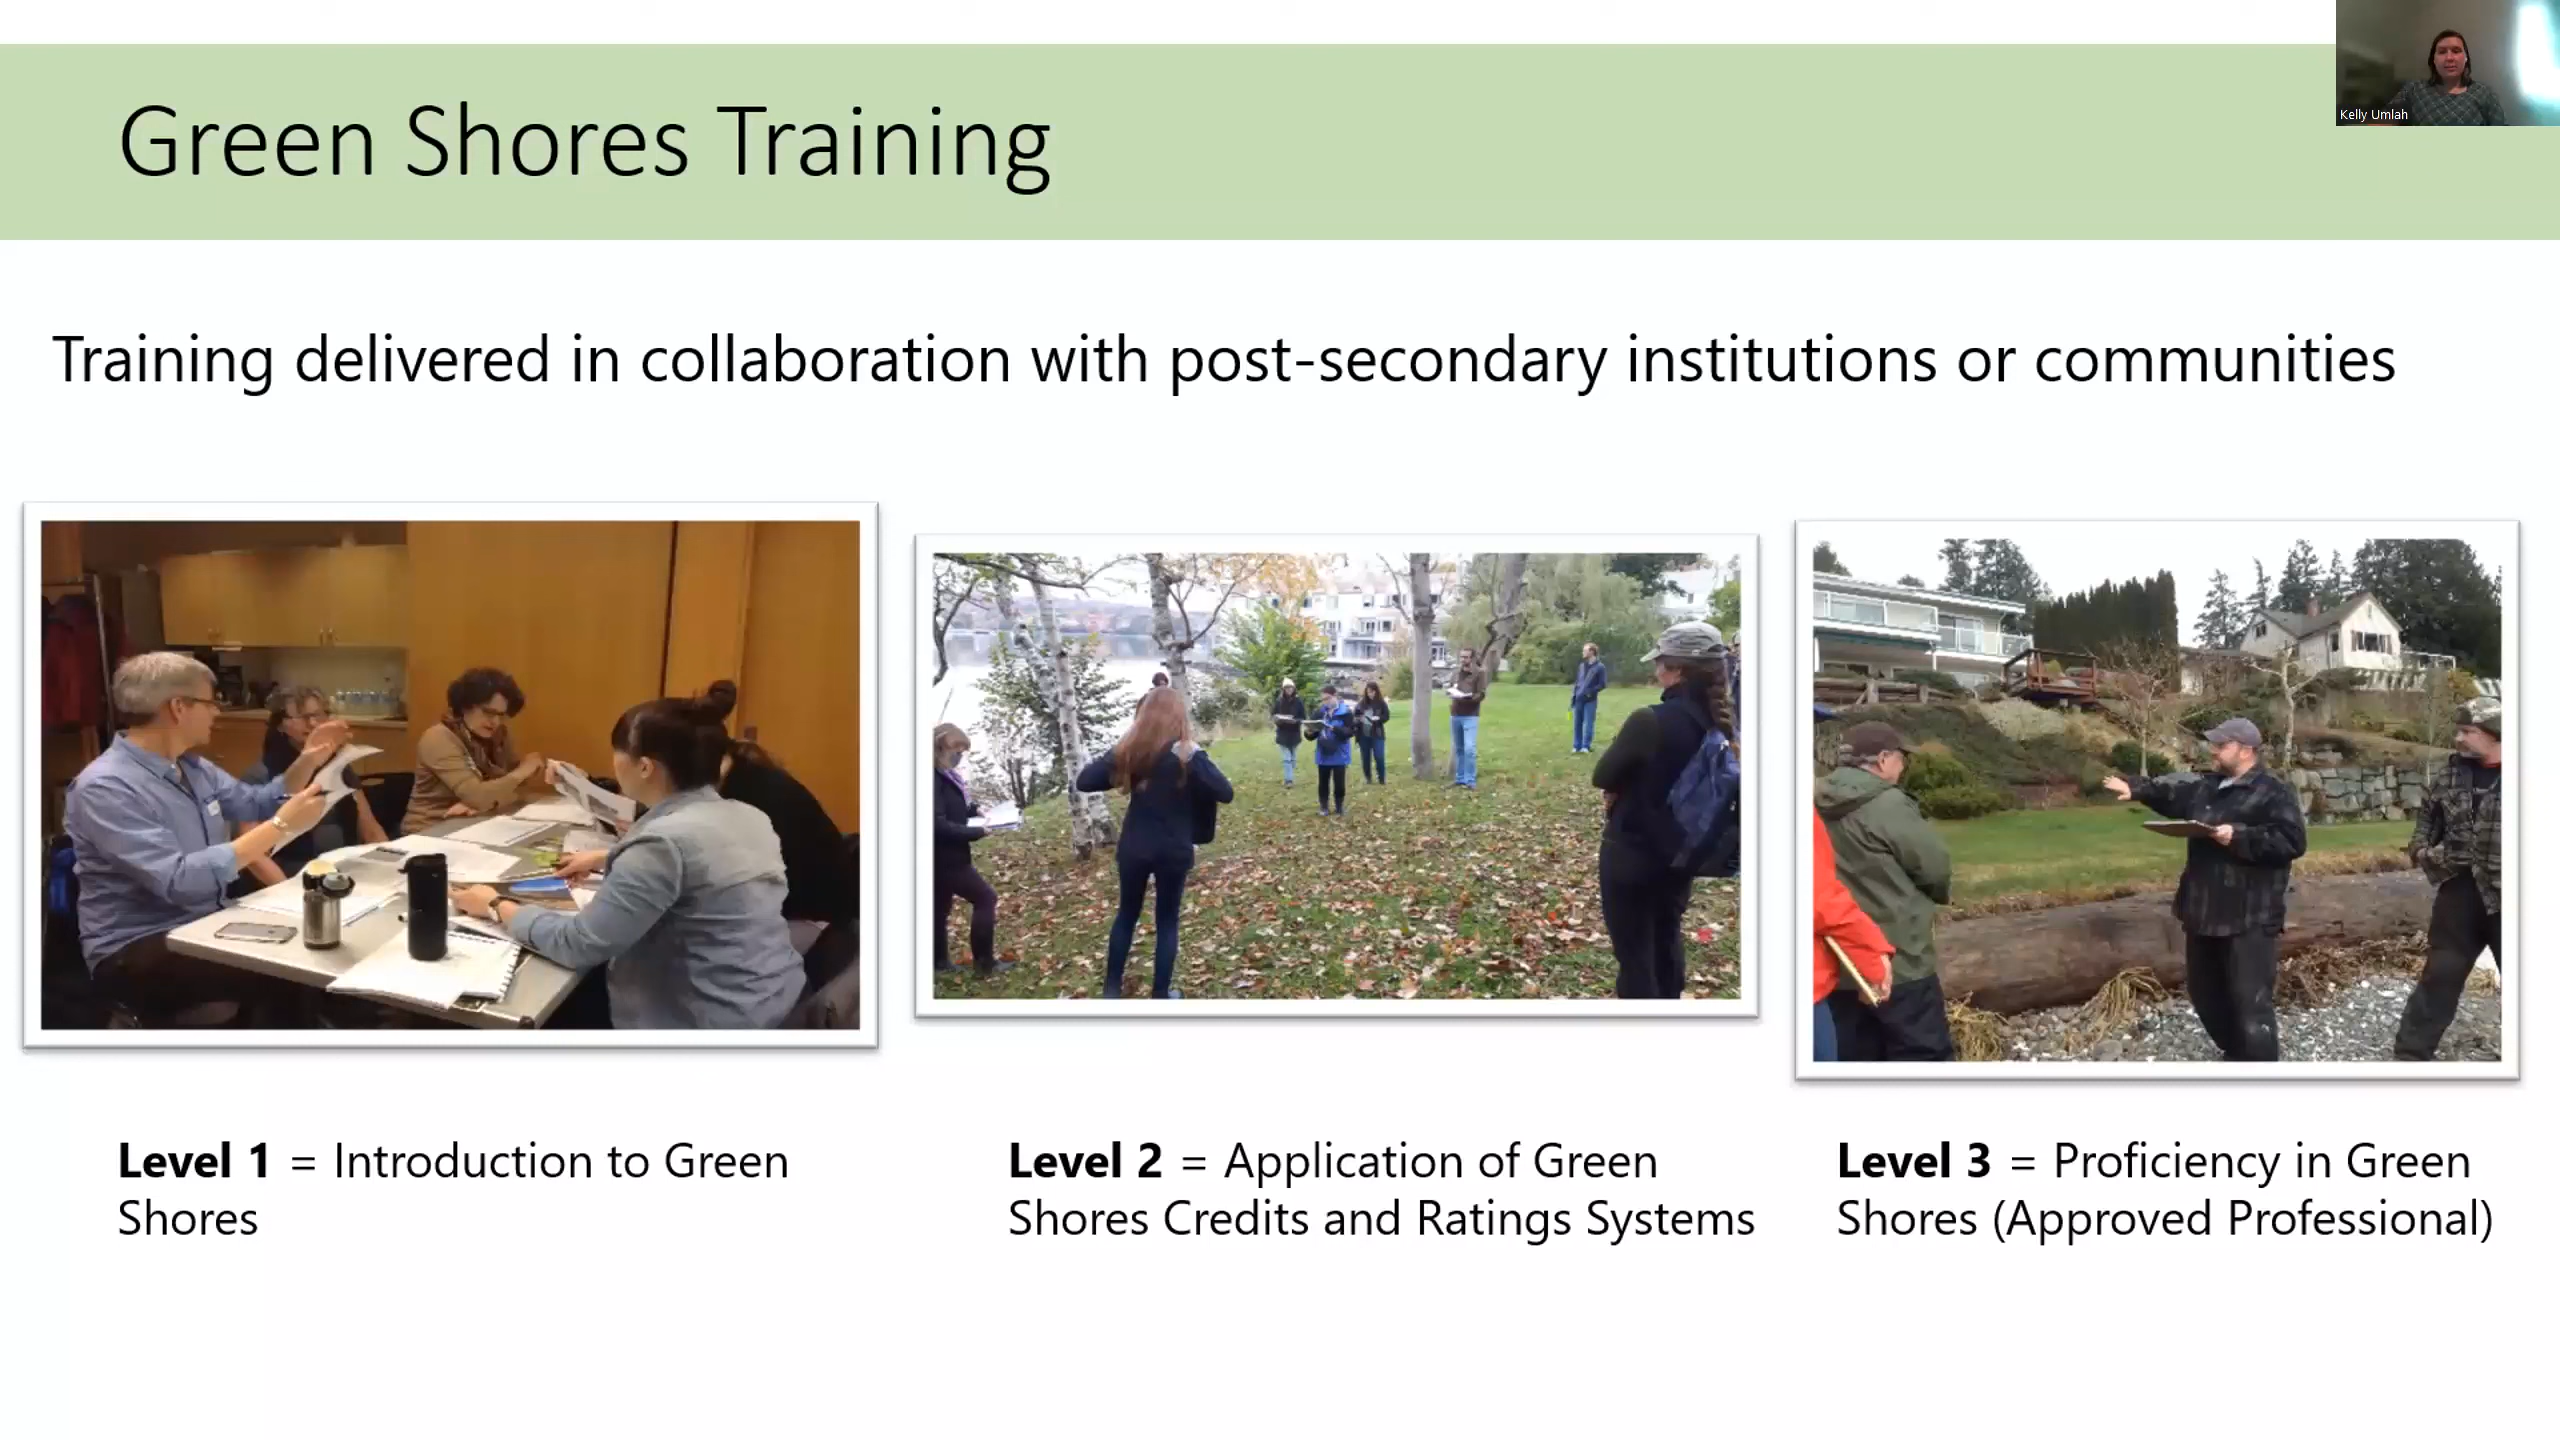 Kelly Umlah
Green Shores Training
Training delivered in collaboration with post-secondary institutions or communities
Level 1 = Introduction to Green
Shores
Level 2 = Application of Green
Shores Credits and Ratings Systems
Level 3 = Proficiency in Green
Shores (Approved Professional)